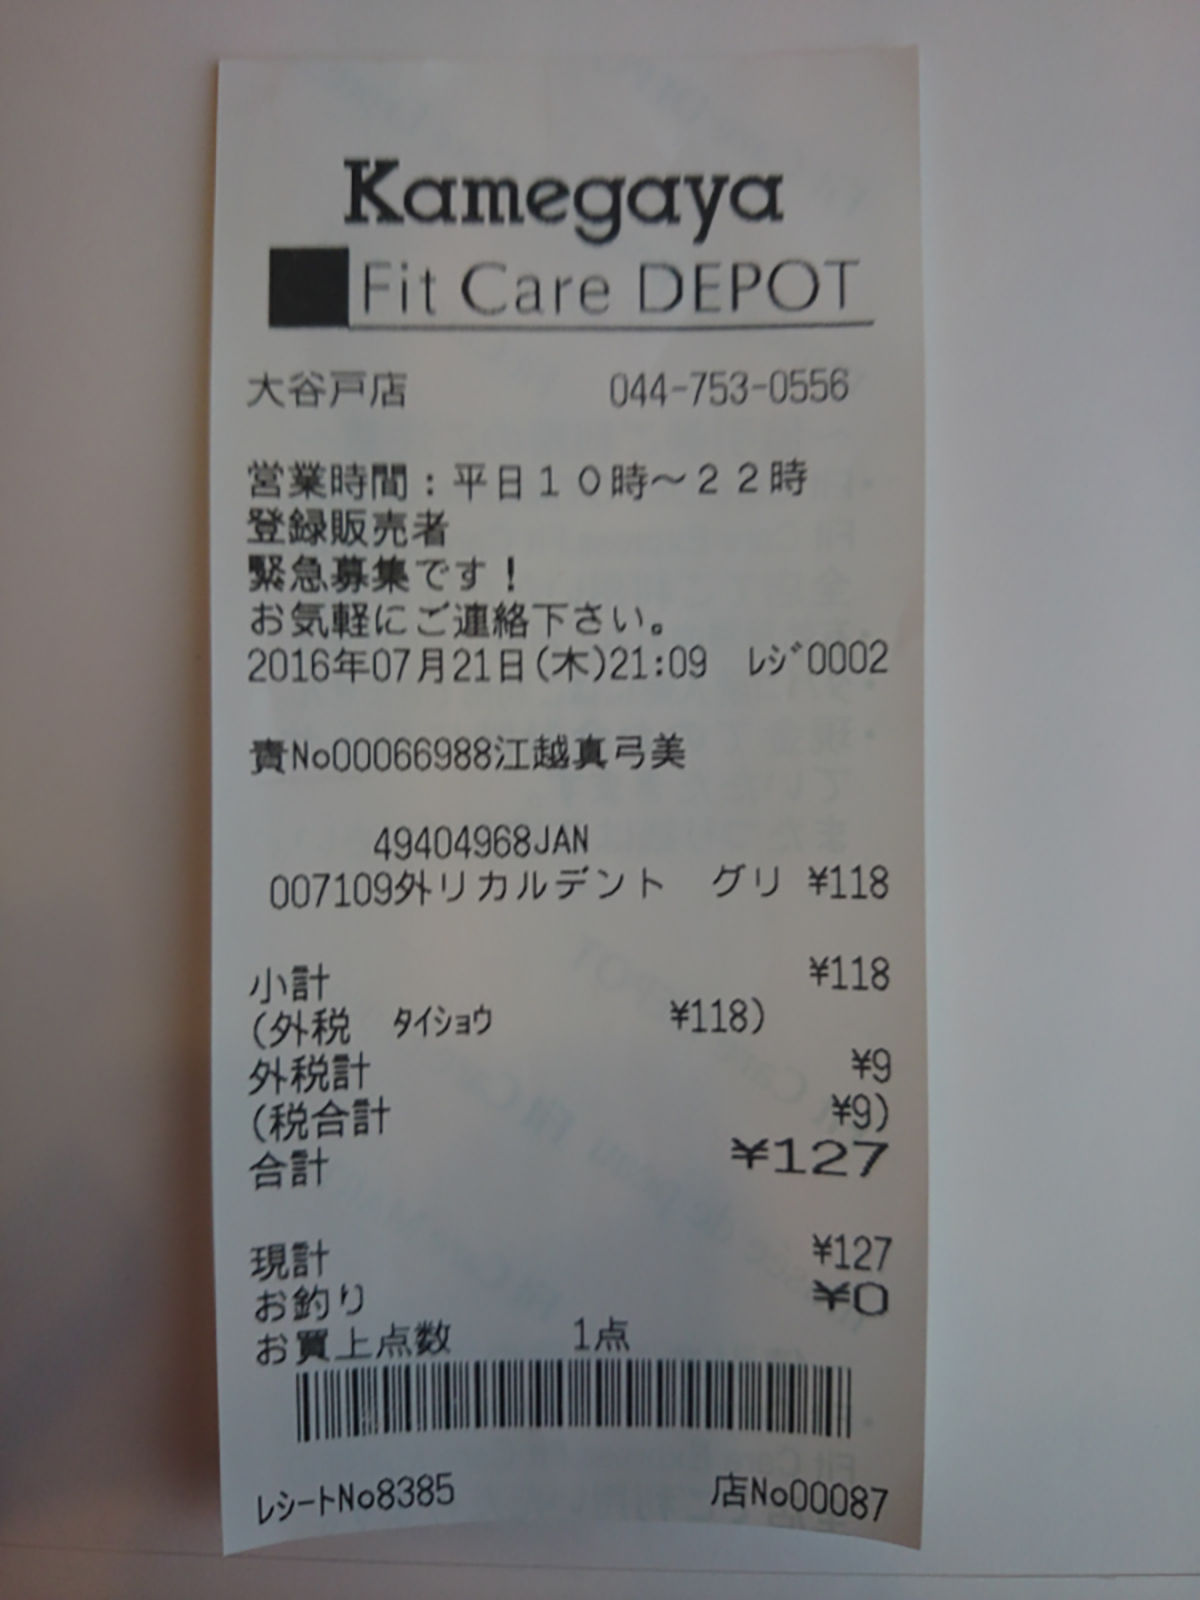 Kamegaya
Fit Care DEPOT
大谷戸店 044-753-0556
営業時間：平日１０時～２２時
登録販売者
緊急募集です！
お気軽にご連絡下さい。
2016年07月21日(木)21:09 ﾚｼﾞ0002
責No00066988江越真弓美
49404968JAN
007109外リカルデント グリ ¥118
小計 ¥118
(外税 ﾀｲｼｮｳ ¥118)
外税計 ¥9
(税合計 ¥9)
合計 ¥127
現計 ¥127
お釣り ¥0
お買上点数 1点
ﾚｼｰﾄNo8385 店No00087